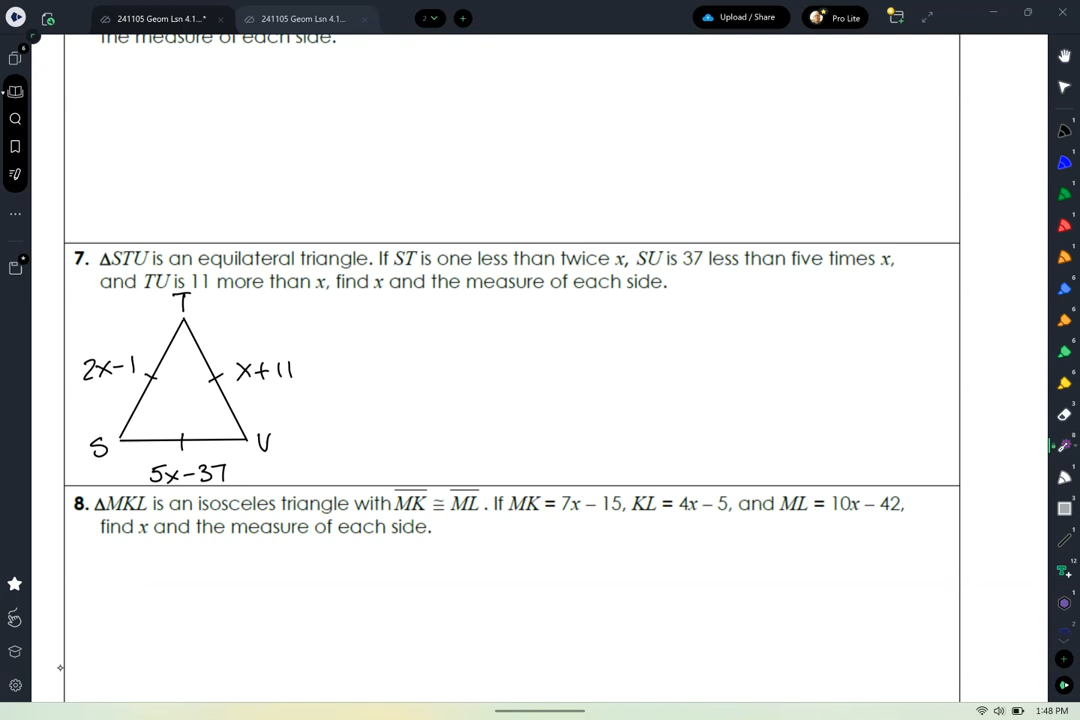 241105 Geom Lsn 4.1...*
241105 Geom Lsn 4.1...
2
Upload / Share
Pro Lite
the measure of each side.
7. ΔSTU is an equilateral triangle. If ST is one less than twice x, SU is 37 less than five times x,
and TU is 11 more than x, find x and the measure of each side.
T
2x-1
x+11
S
U
5x-37
8. ΔMKL is an isosceles triangle with MK ≅ ML . If MK = 7x – 15, KL = 4x – 5, and ML = 10x – 42,
find x and the measure of each side.
1:48 PM